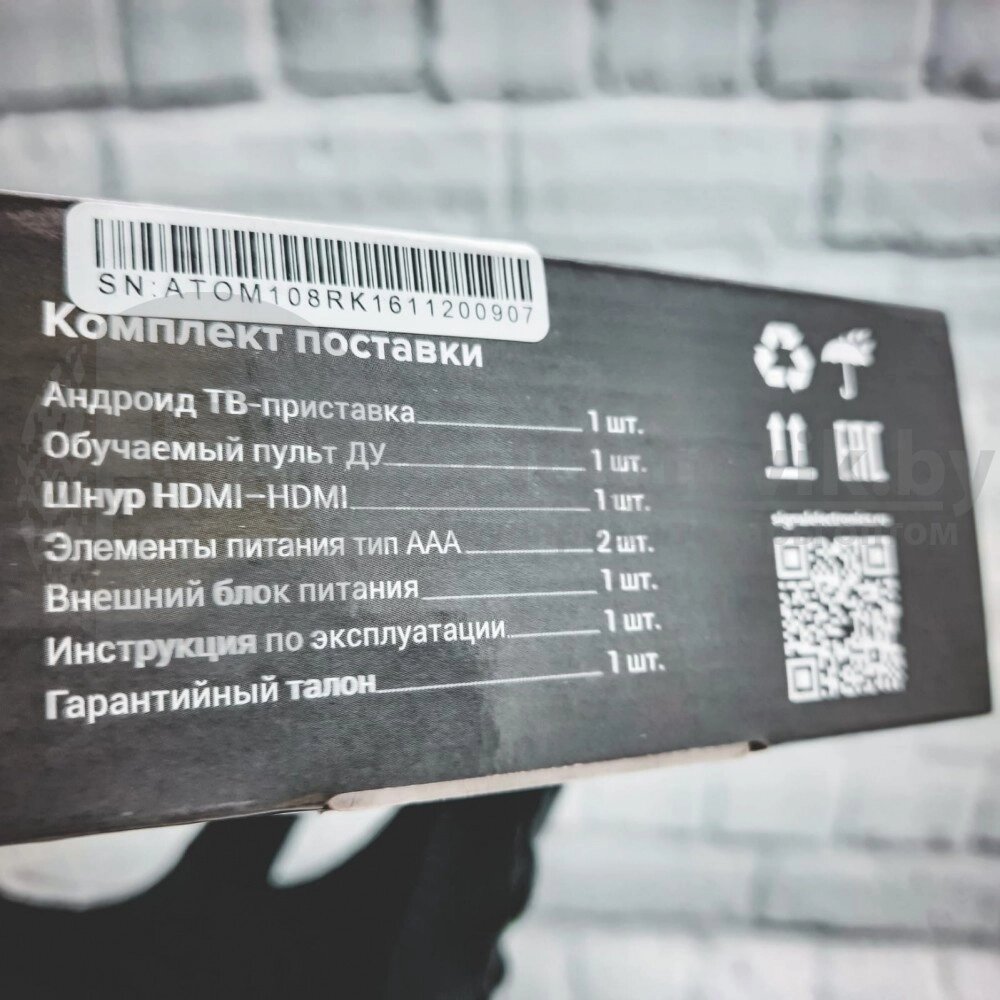 SN:ATOM108RK1611200907
Комплект поставки
Андроид ТВ-приставка 1 шт.
Обучаемый пульт ДУ 1 шт.
Шнур HDMI-HDMI 1 шт.
Элементы питания тип ААА 2 шт.
Внешний блок питания 1 шт.
Инструкция по эксплуатации 1 шт.
Гарантийный талон 1 шт.